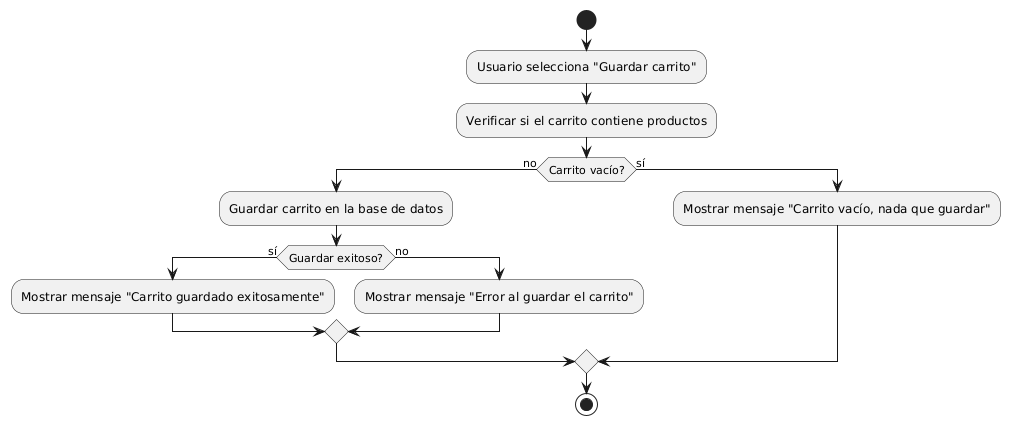 Usuario selecciona "Guardar carrito"
Verificar si el carrito contiene productos
no
Carrito vacío?
sí
Guardar carrito en la base de datos
Mostrar mensaje "Carrito vacío, nada que guardar"
sí
Guardar exitoso?
no
Mostrar mensaje "Carrito guardado exitosamente"
Mostrar mensaje "Error al guardar el carrito"